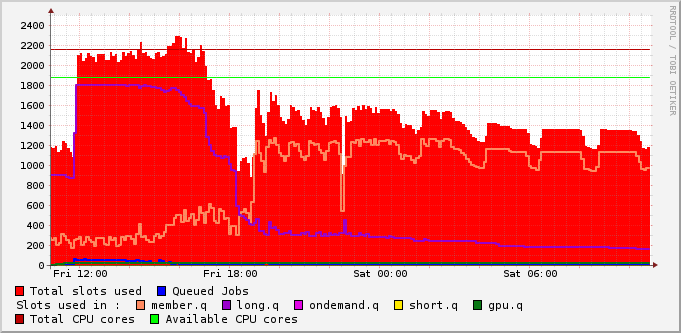 RRDTOOL / TOBI OETIKER
2400
2200
2000
1800
1600
1400
1200
1000
800
600
400
200
0
Fri 12:00 Fri 18:00 Sat 00:00 Sat 06:00
Total slots used Queued Jobs
Slots used in : member.q long.q ondemand.q short.q gpu.q
Total CPU cores Available CPU cores